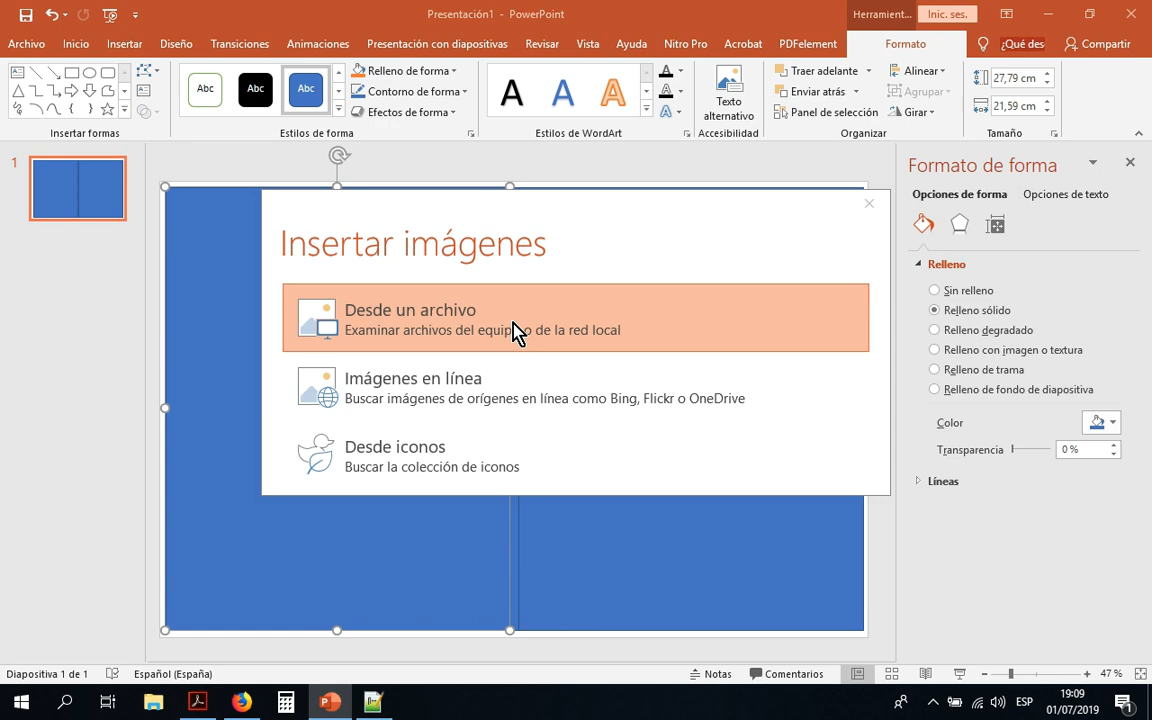 Presentación1 - PowerPoint
Herramient...
Inic. ses.
Archivo
Inicio
Insertar
Diseño
Transiciones
Animaciones
Presentación con diapositivas
Revisar
Vista
Ayuda
Nitro Pro
Acrobat
PDFelement
Formato
¿Qué des
Compartir
Insertar formas
Abc
Abc
Abc
Relleno de forma
Contorno de forma
Efectos de forma
Estilos de forma
A
A
A
A
A
A
Estilos de WordArt
Texto
alternativo
Accesibilidad
Traer adelante
Enviar atrás
Panel de selección
Alinear
Agrupar
Girar
Organizar
27,79 cm
21,59 cm
Tamaño
1
Insertar imágenes
Desde un archivo
Examinar archivos del equipo o de la red local
Imágenes en línea
Buscar imágenes de orígenes en línea como Bing, Flickr o OneDrive
Desde iconos
Buscar la colección de iconos
Formato de forma
Opciones de forma
Opciones de texto
Relleno
Sin relleno
Relleno sólido
Relleno degradado
Relleno con imagen o textura
Relleno de trama
Relleno de fondo de diapositiva
Color
Transparencia
0 %
Líneas
Diapositiva 1 de 1
Español (España)
Notas
Comentarios
47 %
ESP
19:09
01/07/2019
1